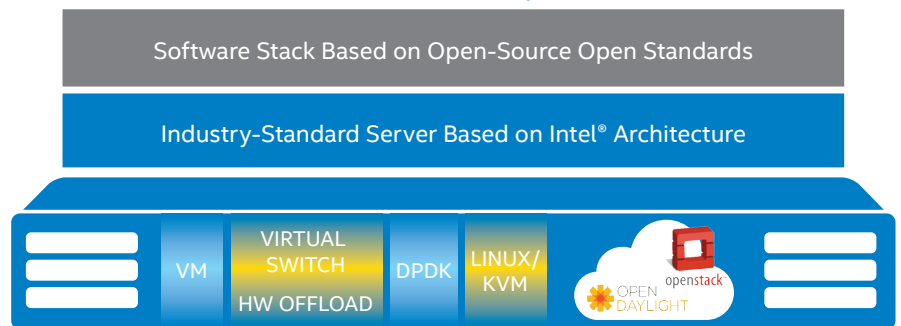 Software Stack Based on Open-Source Open Standards
Industry-Standard Server Based on Intel® Architecture
VM
VIRTUAL
SWITCH
HW OFFLOAD
DPDK
LINUX/
KVM
openstack™
OPEN
DAYLIGHT